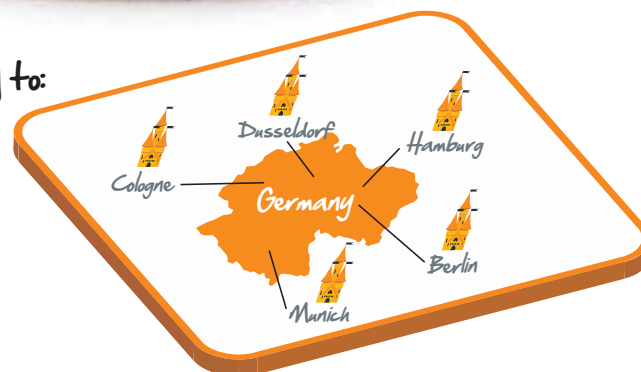 to:
Dusseldorf
Hamburg
Cologne
Germany
Berlin
Munich